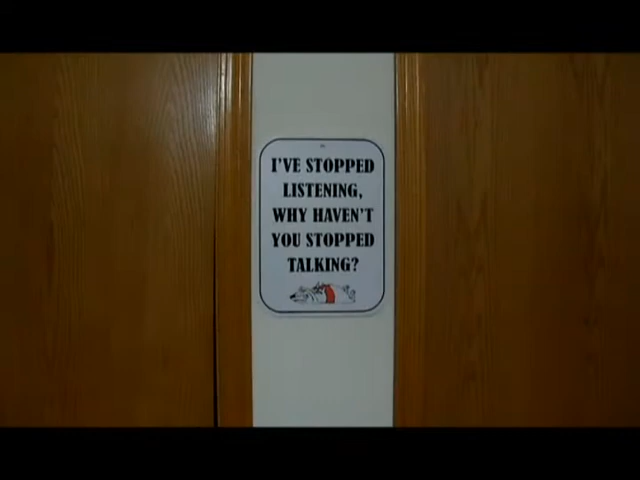 I'VE STOPPED
LISTENING,
WHY HAVEN'T
YOU STOPPED
TALKING?